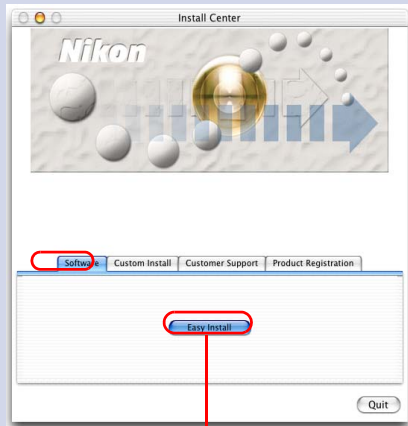 Install Center
Nikon
Software
Custom Install
Customer Support
Product Registration
Easy Install
Quit